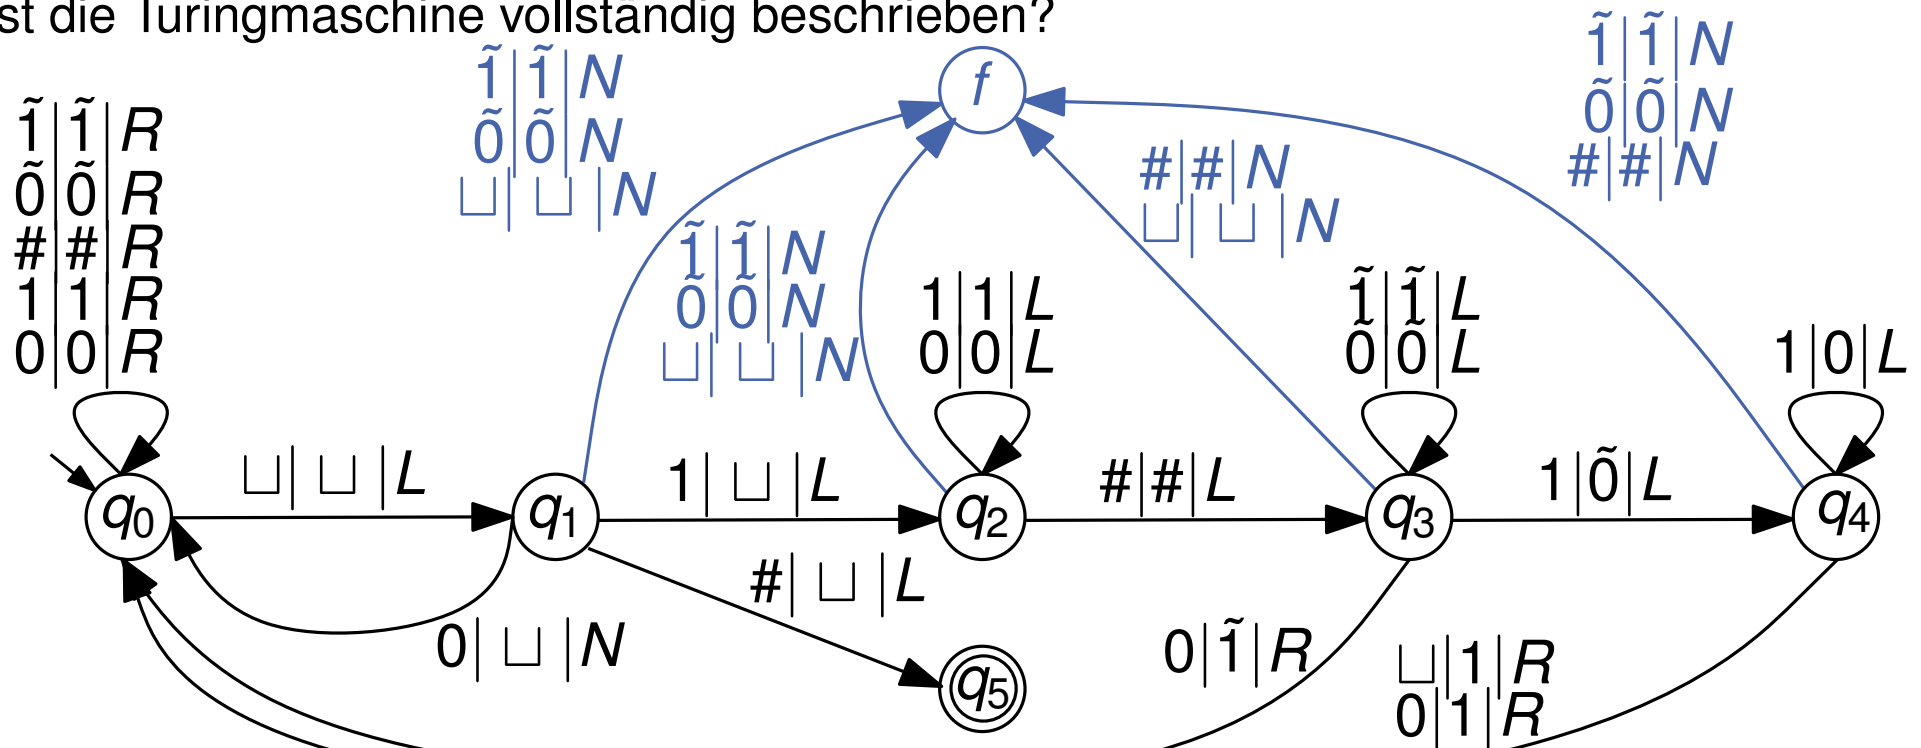 st die Turingmaschine vollständig beschrieben?
1̃|1̃|N
0̃|0̃|N
⊔|⊔|N
f
1̃|1̃|N
0̃|0̃|N
#|#|N
1̃|1̃|R
0̃|0̃|R
#|#|R
1|1|R
0|0|R
#|#|N
⊔|⊔|N
1̃|1̃|N
0̃|0̃|N
⊔|⊔|N
1|1|L
0|0|L
1̃|1̃|L
0̃|0̃|L
1|0|L
q0
⊔|⊔|L
q1
1|⊔|L
q2
#|#|L
q3
1|0̃|L
q4
#|⊔|L
0|⊔|N
q5
0|1̃|R
⊔|1|R
0|1|R